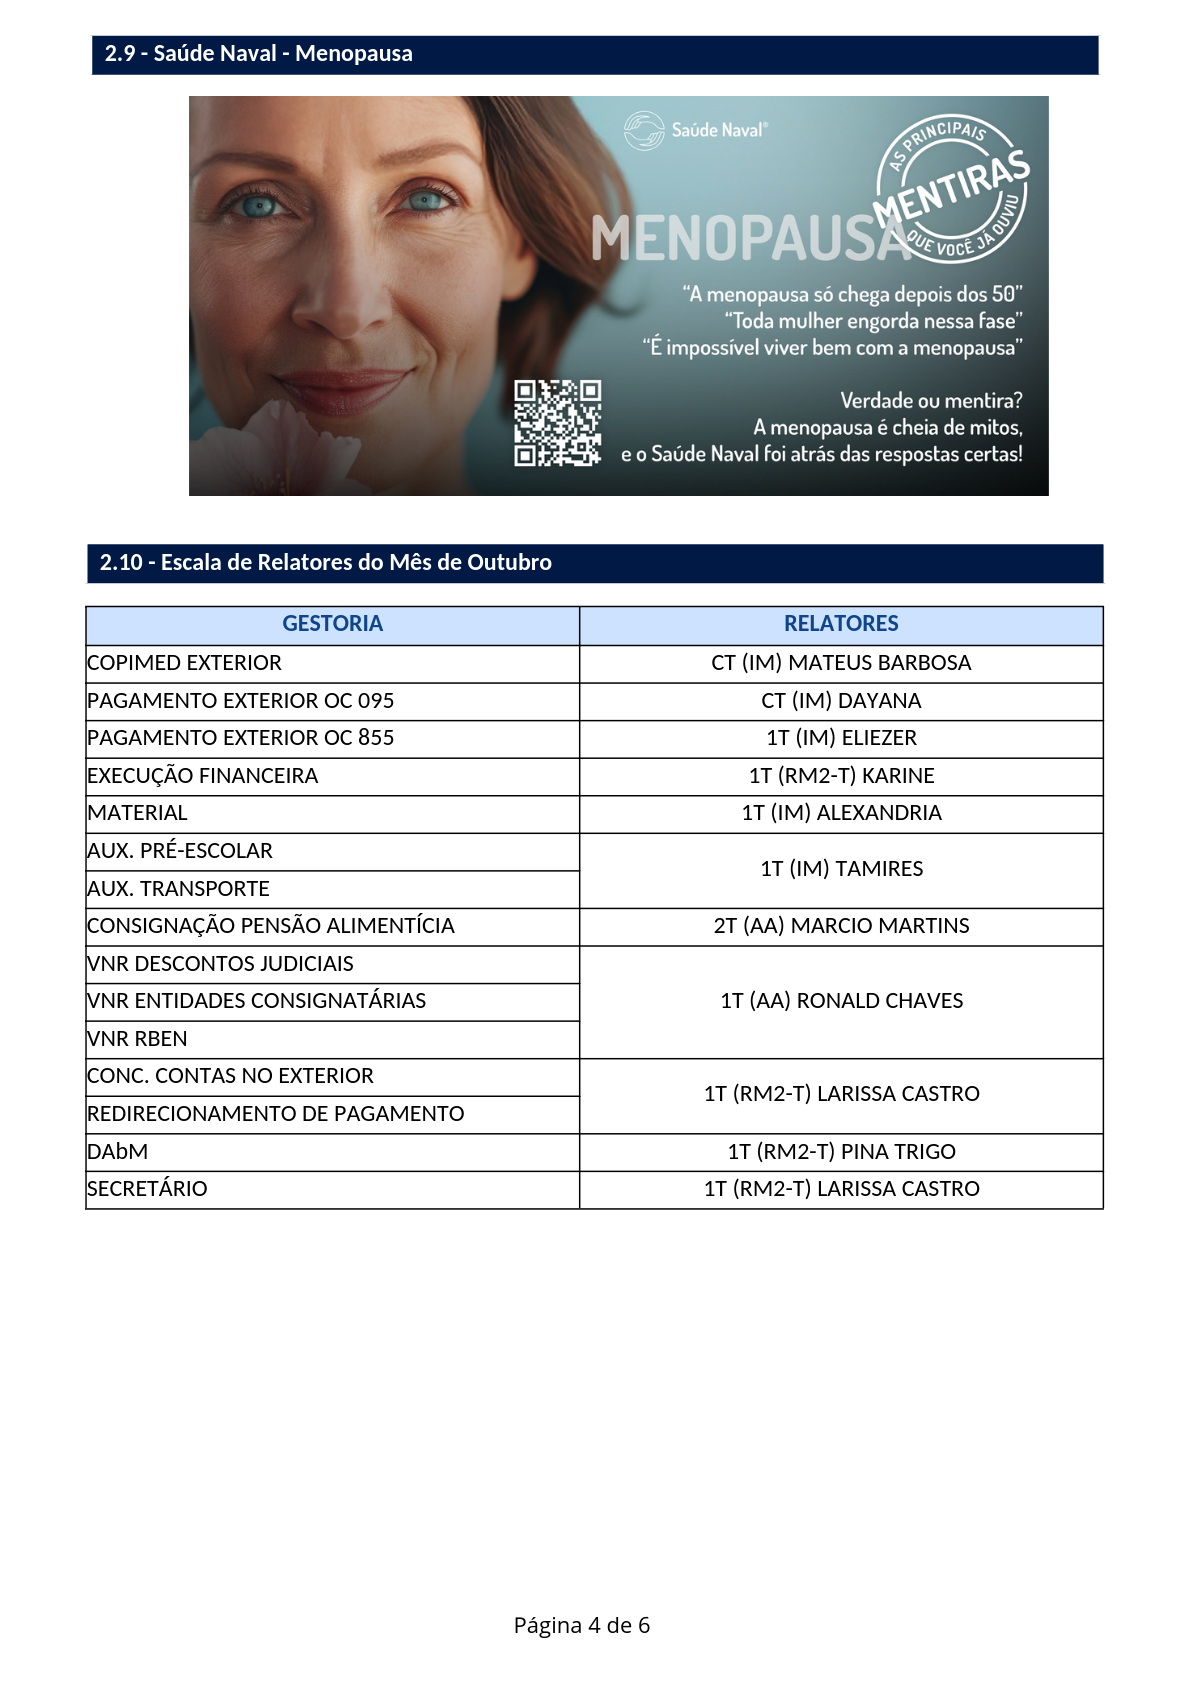 2.9 - Saúde Naval - Menopausa
Saúde Naval®
AS PRINCIPAIS
MENTIRAS
QUE VOCÊ JÁ OUVIU
MENOPAUSA
“A menopausa só chega depois dos 50”
“Toda mulher engorda nessa fase”
“É impossível viver bem com a menopausa”
Verdade ou mentira?
A menopausa é cheia de mitos,
e o Saúde Naval foi atrás das respostas certas!
2.10 - Escala de Relatores do Mês de Outubro
GESTORIA RELATORES
COPIMED EXTERIOR CT (IM) MATEUS BARBOSA
PAGAMENTO EXTERIOR OC 095 CT (IM) DAYANA
PAGAMENTO EXTERIOR OC 855 1T (IM) ELIEZER
EXECUÇÃO FINANCEIRA 1T (RM2-T) KARINE
MATERIAL 1T (IM) ALEXANDRIA
AUX. PRÉ-ESCOLAR
1T (IM) TAMIRES
AUX. TRANSPORTE
CONSIGNAÇÃO PENSÃO ALIMENTÍCIA 2T (AA) MARCIO MARTINS
VNR DESCONTOS JUDICIAIS
VNR ENTIDADES CONSIGNATÁRIAS 1T (AA) RONALD CHAVES
VNR RBEN
CONC. CONTAS NO EXTERIOR
1T (RM2-T) LARISSA CASTRO
REDIRECIONAMENTO DE PAGAMENTO
DAbM 1T (RM2-T) PINA TRIGO
SECRETÁRIO 1T (RM2-T) LARISSA CASTRO
Página 4 de 6